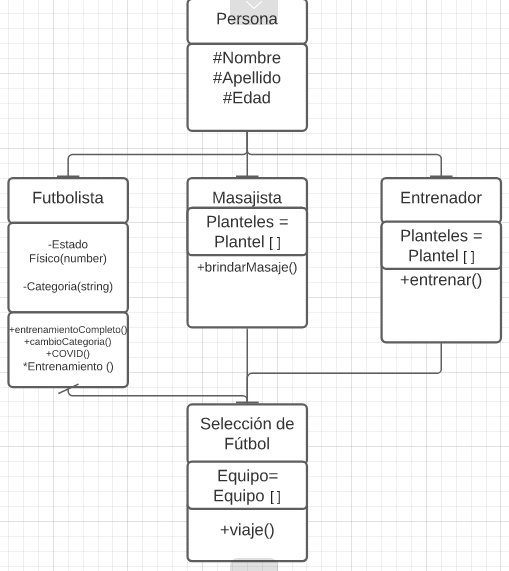 Persona
#Nombre
#Apellido
#Edad
Futbolista
-Estado
Físico(number)
-Categoria(string)
+entrenamientoCompleto()
+cambioCategoria()
+COVID()
*Entrenamiento ()
Masajista
Planteles =
Plantel [ ]
+brindarMasaje()
Entrenador
Planteles =
Plantel [ ]
+entrenar()
Selección de
Fútbol
Equipo=
Equipo [ ]
+viaje()